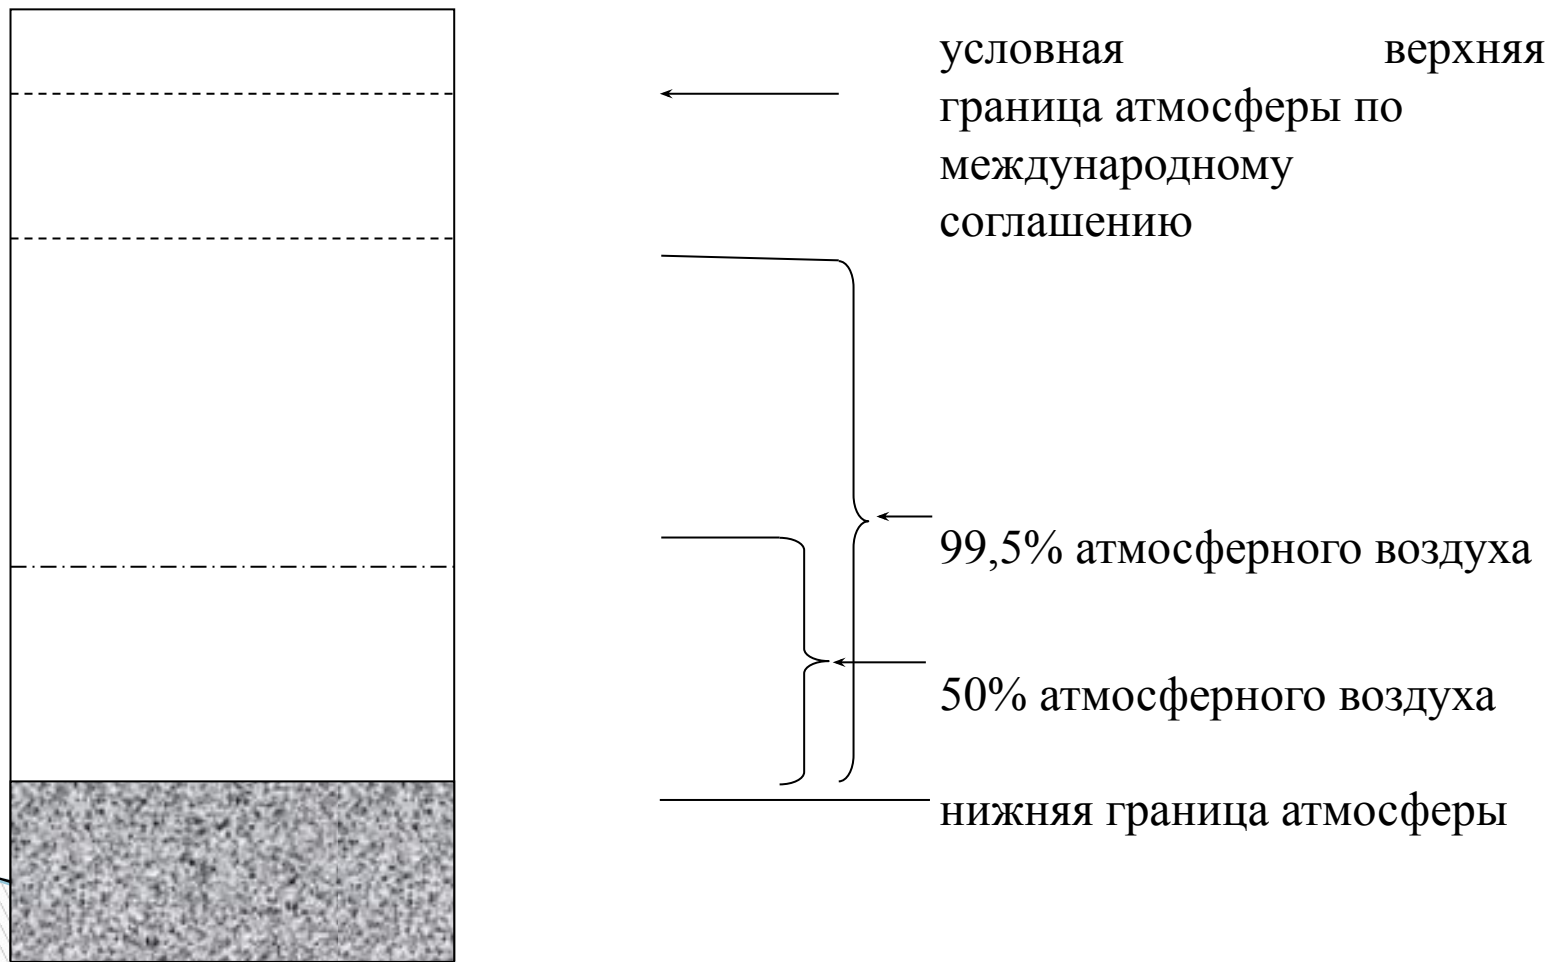 условная верхняя
граница атмосферы по
международному
соглашению
99,5% атмосферного воздуха
50% атмосферного воздуха
нижняя граница атмосферы